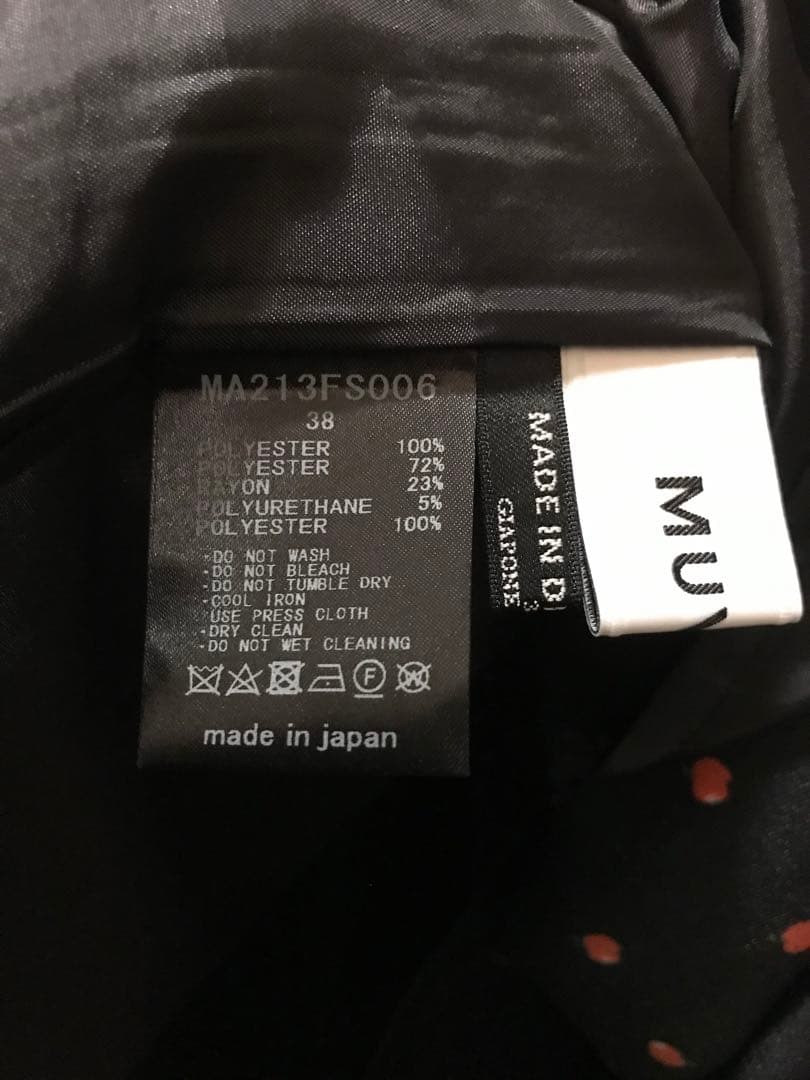 MA213FS006
38
POLYESTER 100%
POLYESTER 72%
RAYON 23%
POLYURETHANE 5%
POLYESTER 100%
-DO NOT WASH
-DO NOT BLEACH
-DO NOT TUMBLE DRY
-COOL IRON
USE PRESS CLOTH
-DRY CLEAN
-DO NOT WET CLEANING
F W
made in japan
MADE IN
GIAPONE
3
MU